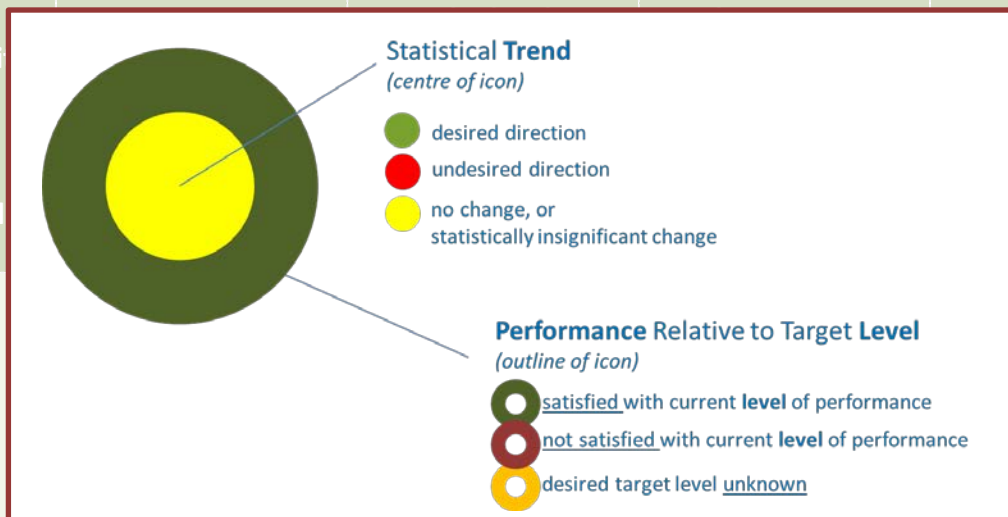 Statistical Trend
(centre of icon)
desired direction
undesired direction
no change, or
statistically insignificant change
Performance Relative to Target Level
(outline of icon)
satisfied with current level of performance
not satisfied with current level of performance
desired target level unknown